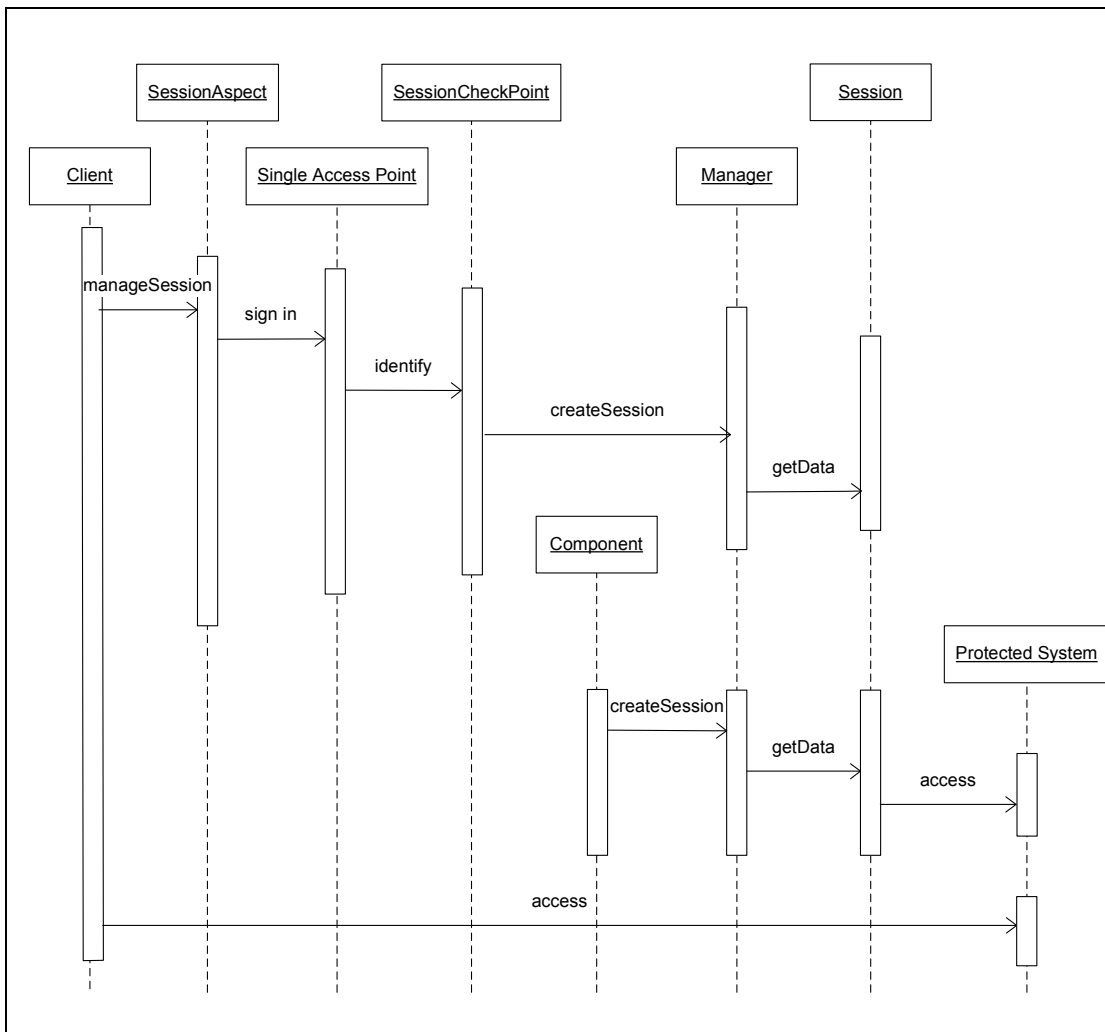 SessionAspect
SessionCheckPoint
Session
Client
Single Access Point
Manager
manageSession
sign in
identify
createSession
getData
Component
Protected System
createSession
getData
access
access